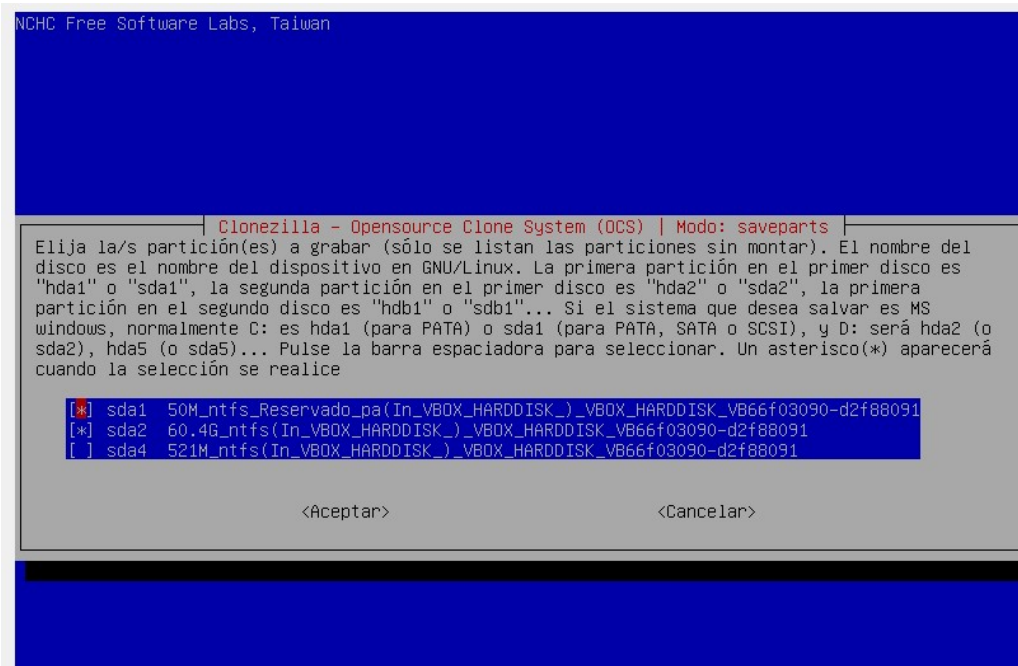 NCHC Free Software Labs, Taiwan
Clonezilla - Opensource Clone System (OCS) | Modo: saveparts
Elija la/s partición(es) a grabar (sólo se listan las particiones sin montar). El nombre del
disco es el nombre del dispositivo en GNU/Linux. La primera partición en el primer disco es
"hda1" o "sda1", la segunda partición en el primer disco es "hda2" o "sda2", la primera
partición en el segundo disco es "hdb1" o "sdb1"... Si el sistema que desea salvar es MS
windows, normalmente C: es hda1 (para PATA) o sda1 (para PATA, SATA o SCSI), y D: será hda2 (o
sda2), hda5 (o sda5)... Pulse la barra espaciadora para seleccionar. Un asterisco(*) aparecerá
cuando la selección se realice
[*] sda1 50M_ntfs_Reservado_pa(In_VBOX_HARDDISK_)_VBOX_HARDDISK_VB66f03090-d2f88091
[*] sda2 60.4G_ntfs(In_VBOX_HARDDISK_)_VBOX_HARDDISK_VB66f03090-d2f88091
[ ] sda4 521M_ntfs(In_VBOX_HARDDISK_)_VBOX_HARDDISK_VB66f03090-d2f88091
<Aceptar> <Cancelar>